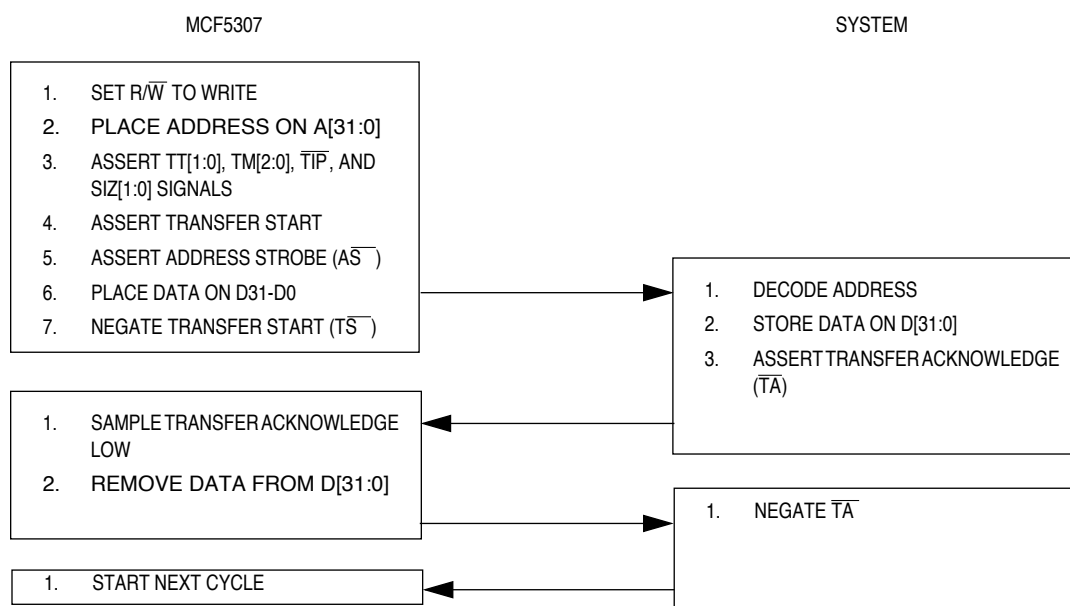 MCF5307
SYSTEM
1. SET R/W̅ TO WRITE
2. PLACE ADDRESS ON A[31:0]
3. ASSERT TT[1:0], TM[2:0], T̅I̅P̅, AND
SIZ[1:0] SIGNALS
4. ASSERT TRANSFER START
5. ASSERT ADDRESS STROBE (AS̅ )
6. PLACE DATA ON D31-D0
7. NEGATE TRANSFER START (TS̅ )
1. DECODE ADDRESS
2. STORE DATA ON D[31:0]
3. ASSERT TRANSFER ACKNOWLEDGE
(T̅A̅)
1. SAMPLE TRANSFER ACKNOWLEDGE
LOW
2. REMOVE DATA FROM D[31:0]
1. NEGATE T̅A̅
1. START NEXT CYCLE